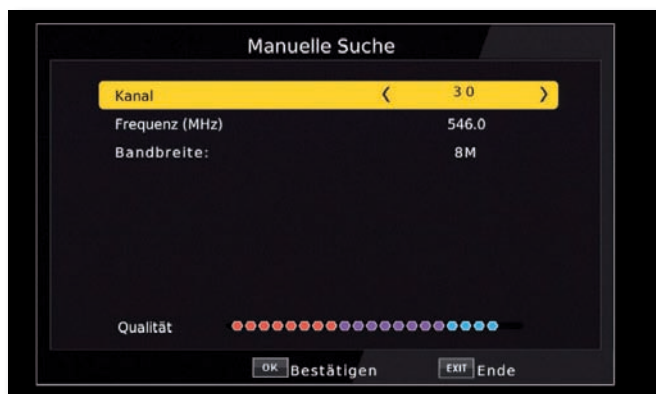 Manuelle Suche
Kanal < 30 >
Frequenz (MHz) 546.0
Bandbreite: 8M
Qualität
OK Bestätigen EXIT Ende